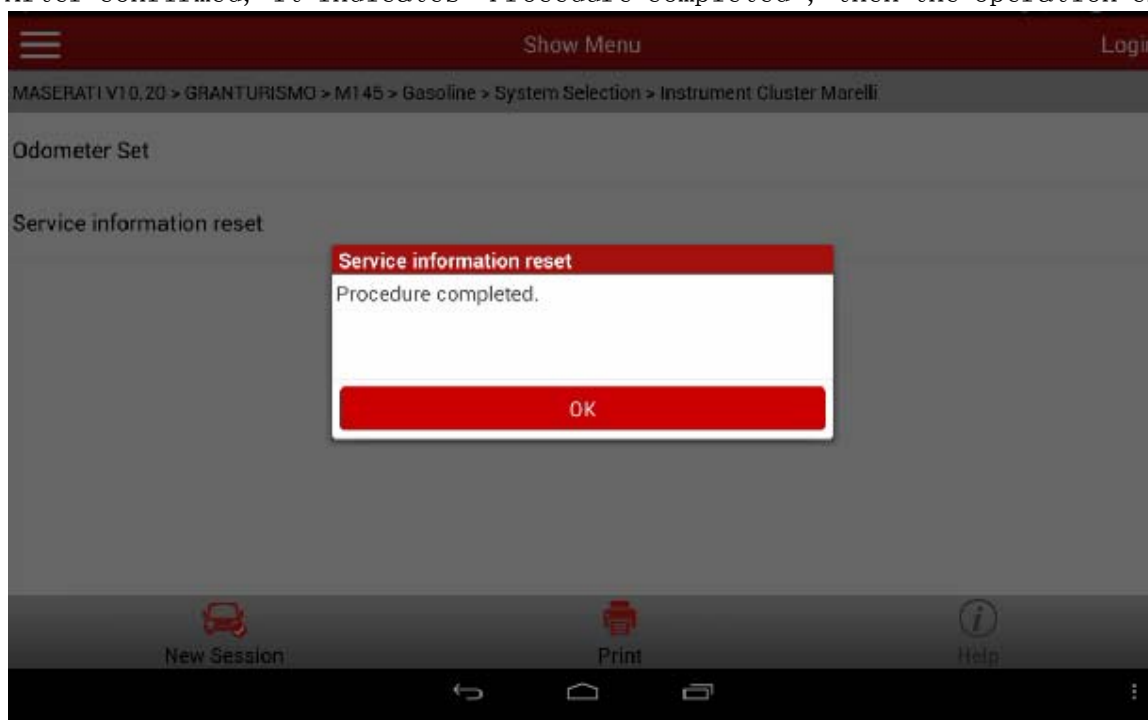 After confirmed, it indicates "Procedure completed", then the operation
Show Menu
Login
MASERATI V10.20 > GRANTURISMO > M145 > Gasoline > System Selection > Instrument Cluster Marelli
Odometer Set
Service information reset
Service information reset
Procedure completed.
OK
New Session
Print
Help